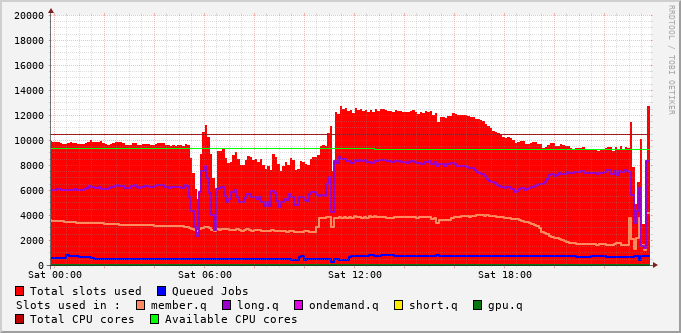 20000
18000
16000
14000
12000
10000
8000
6000
4000
2000
0
Sat 00:00 Sat 06:00 Sat 12:00 Sat 18:00
Total slots used Queued Jobs
Slots used in : member.q long.q ondemand.q short.q gpu.q
Total CPU cores Available CPU cores
RRDTOOL / TOBI OETIKER